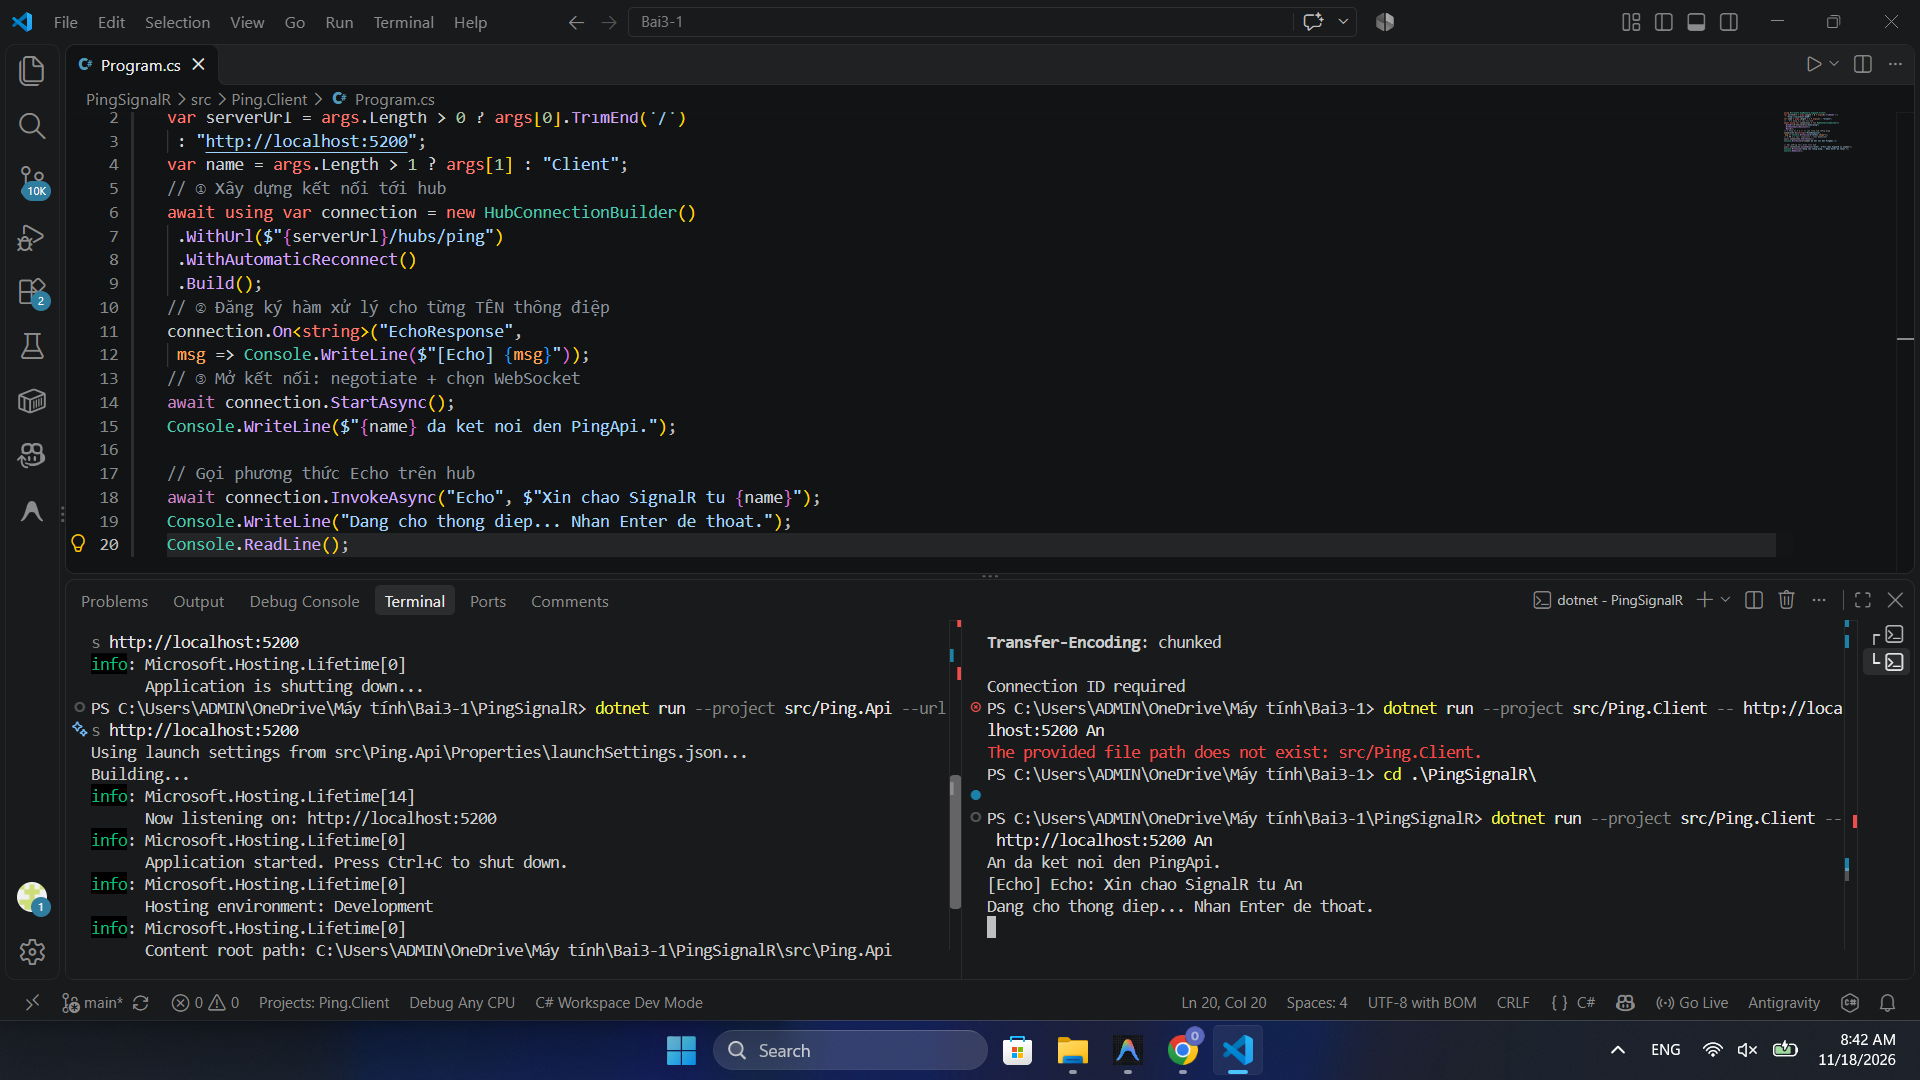 File Edit Selection View Go Run Terminal Help
Bai3-1
Program.cs
PingSignalR > src > Ping.Client > Program.cs
2 var serverUrl = args.Length > 0 ? args[0].TrimEnd('/')
3 : "http://localhost:5200";
4 var name = args.Length > 1 ? args[1] : "Client";
5 // ① Xây dựng kết nối tới hub
6 await using var connection = new HubConnectionBuilder()
7 .WithUrl($"{serverUrl}/hubs/ping")
8 .WithAutomaticReconnect()
9 .Build();
10 // ② Đăng ký hàm xử lý cho từng TÊN thông điệp
11 connection.On<string>("EchoResponse",
12 msg => Console.WriteLine($"[Echo] {msg}"));
13 // ③ Mở kết nối: negotiate + chọn WebSocket
14 await connection.StartAsync();
15 Console.WriteLine($"{name} da ket noi den PingApi.");
16
17 // Gọi phương thức Echo trên hub
18 await connection.InvokeAsync("Echo", $"Xin chao SignalR tu {name}");
19 Console.WriteLine("Dang cho thong diep... Nhan Enter de thoat.");
20 Console.ReadLine();
10K
2
1
Problems Output Debug Console Terminal Ports Comments
dotnet - PingSignalR
s http://localhost:5200
info: Microsoft.Hosting.Lifetime[0]
Application is shutting down...
PS C:\Users\ADMIN\OneDrive\Máy tính\Bai3-1\PingSignalR> dotnet run --project src/Ping.Api --url
s http://localhost:5200
Using launch settings from src\Ping.Api\Properties\launchSettings.json...
Building...
info: Microsoft.Hosting.Lifetime[14]
Now listening on: http://localhost:5200
info: Microsoft.Hosting.Lifetime[0]
Application started. Press Ctrl+C to shut down.
info: Microsoft.Hosting.Lifetime[0]
Hosting environment: Development
info: Microsoft.Hosting.Lifetime[0]
Content root path: C:\Users\ADMIN\OneDrive\Máy tính\Bai3-1\PingSignalR\src\Ping.Api
Transfer-Encoding: chunked
Connection ID required
PS C:\Users\ADMIN\OneDrive\Máy tính\Bai3-1> dotnet run --project src/Ping.Client -- http://loca
lhost:5200 An
The provided file path does not exist: src/Ping.Client.
PS C:\Users\ADMIN\OneDrive\Máy tính\Bai3-1> cd .\PingSignalR\
PS C:\Users\ADMIN\OneDrive\Máy tính\Bai3-1\PingSignalR> dotnet run --project src/Ping.Client --
http://localhost:5200 An
An da ket noi den PingApi.
[Echo] Echo: Xin chao SignalR tu An
Dang cho thong diep... Nhan Enter de thoat.
main* 0 0 Projects: Ping.Client Debug Any CPU C# Workspace Dev Mode
Ln 20, Col 20 Spaces: 4 UTF-8 with BOM CRLF { } C# Go Live Antigravity
Search
0
ENG
8:42 AM
11/18/2026